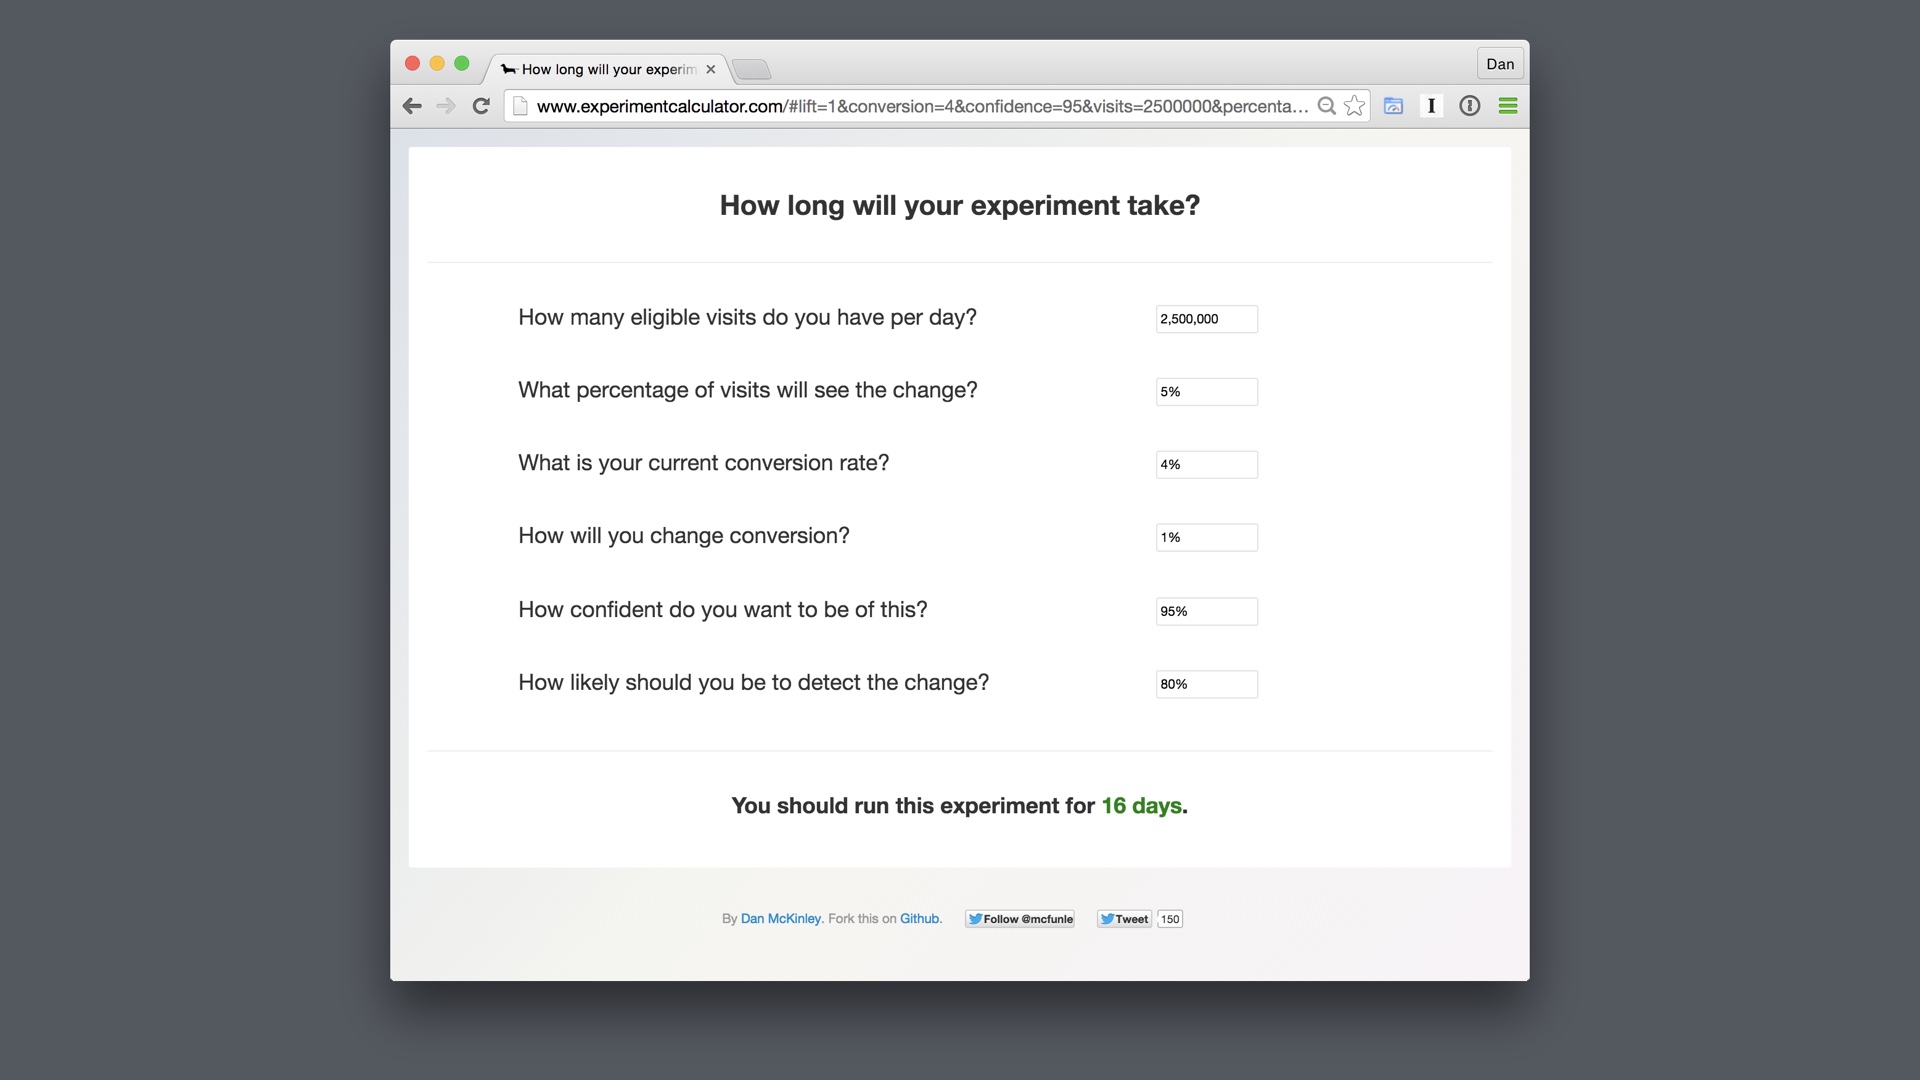 How long will your experim
Dan
www.experimentcalculator.com/#lift=1&conversion=4&confidence=95&visits=2500000&percenta...
How long will your experiment take?
How many eligible visits do you have per day? 2,500,000
What percentage of visits will see the change? 5%
What is your current conversion rate? 4%
How will you change conversion? 1%
How confident do you want to be of this? 95%
How likely should you be to detect the change? 80%
You should run this experiment for 16 days.
By Dan McKinley. Fork this on Github. Follow @mcfunle Tweet 150